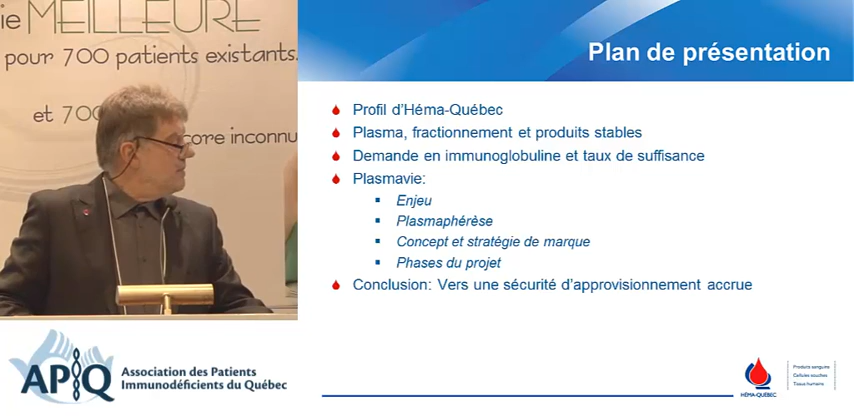 ie MEILLEURE
pour 700 patients existants,
et 700
core inconnu
Plan de présentation
Profil d'Héma-Québec
Plasma, fractionnement et produits stables
Demande en immunoglobuline et taux de suffisance
Plasmavie:
Enjeu
Plasmaphérèse
Concept et stratégie de marque
Phases du projet
Conclusion: Vers une sécurité d'approvisionnement accrue
APIQ
Association des Patients
Immunodéficients du Québec
HÉMA-QUÉBEC
Produits sanguins
Cellules souches
Tissus humains